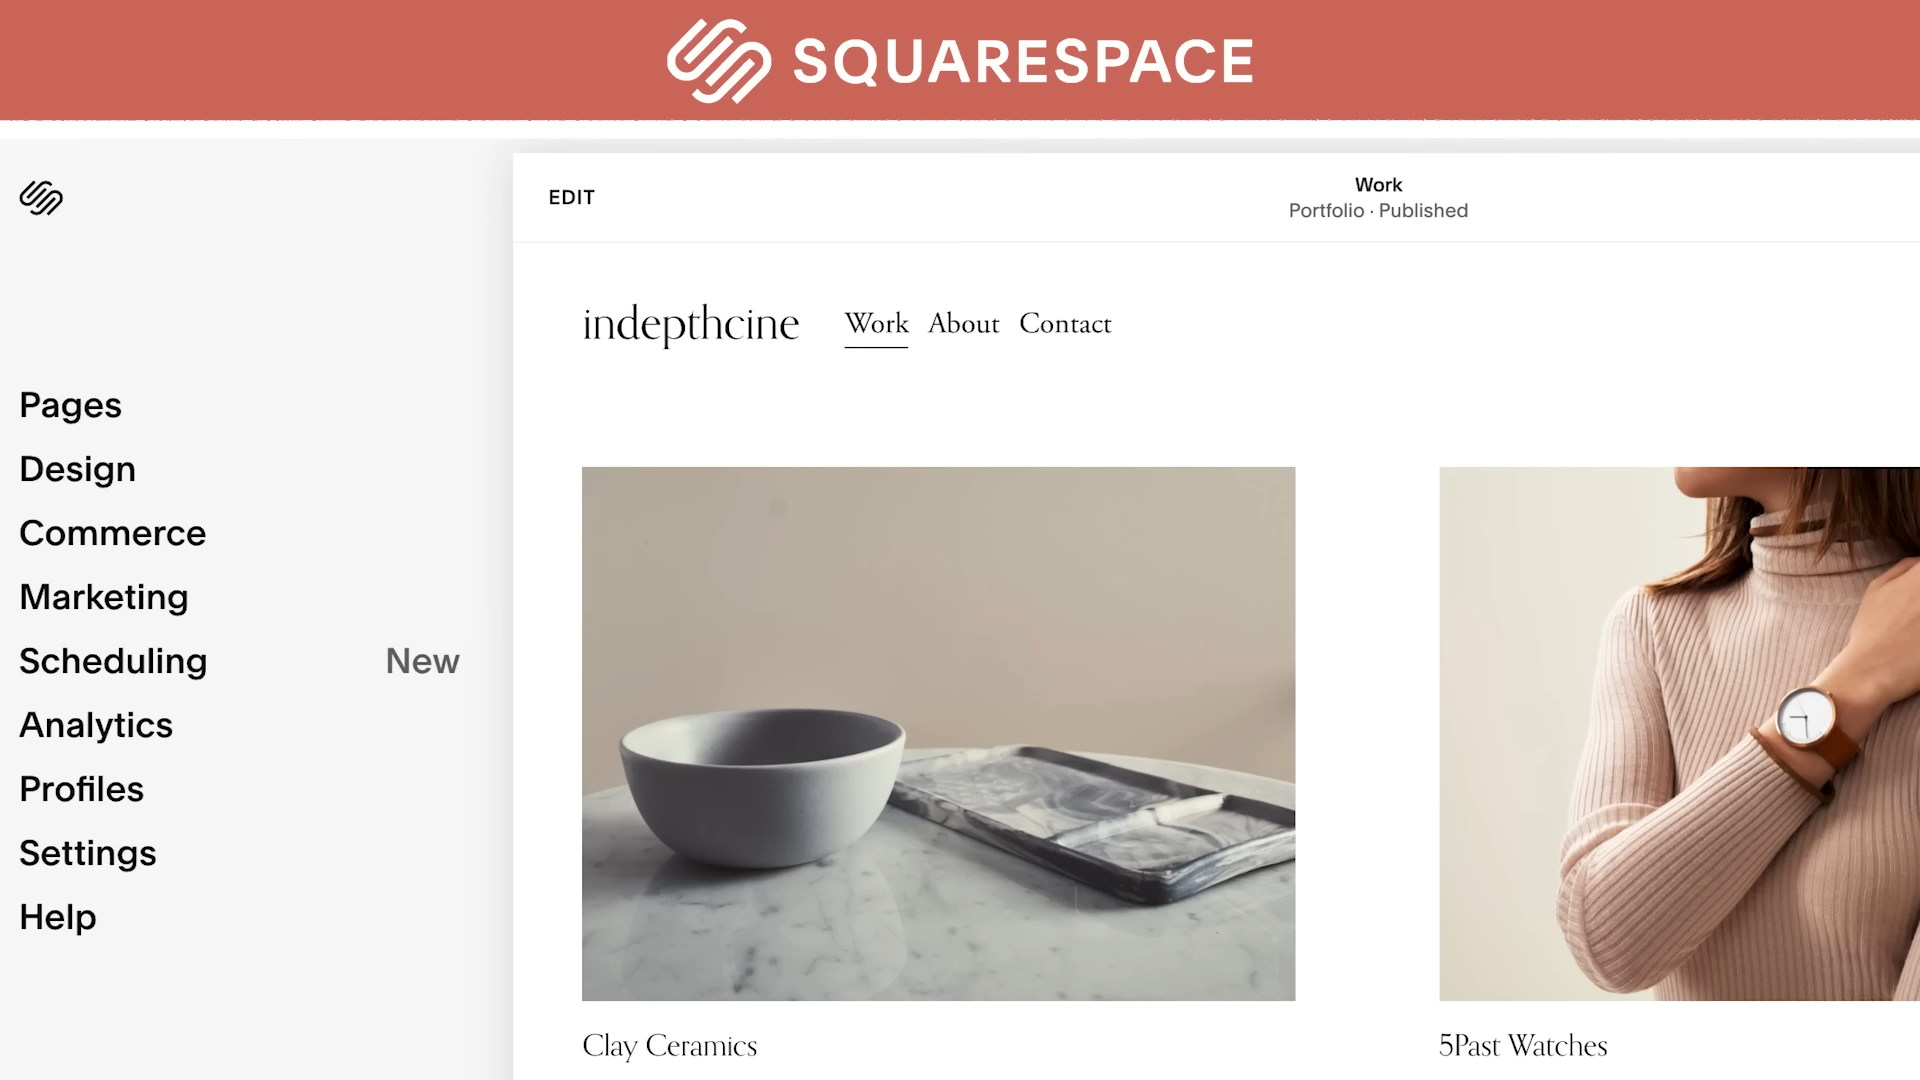 SQUARESPACE
EDIT
Work
Portfolio · Published
indepthcine Work About Contact
Pages
Design
Commerce
Marketing
Scheduling New
Analytics
Profiles
Settings
Help
Clay Ceramics
5Past Watches